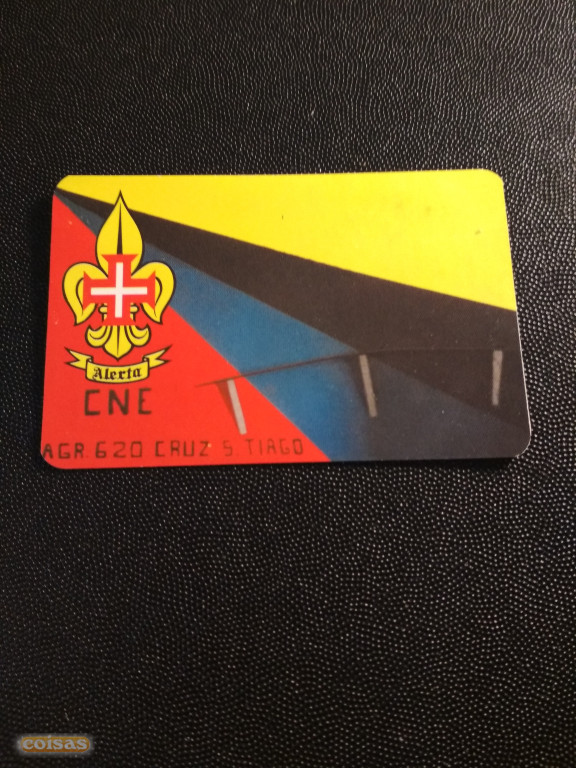 Alerta
CNE
AGR. 620 CRUZ S. TIAGO
coisas